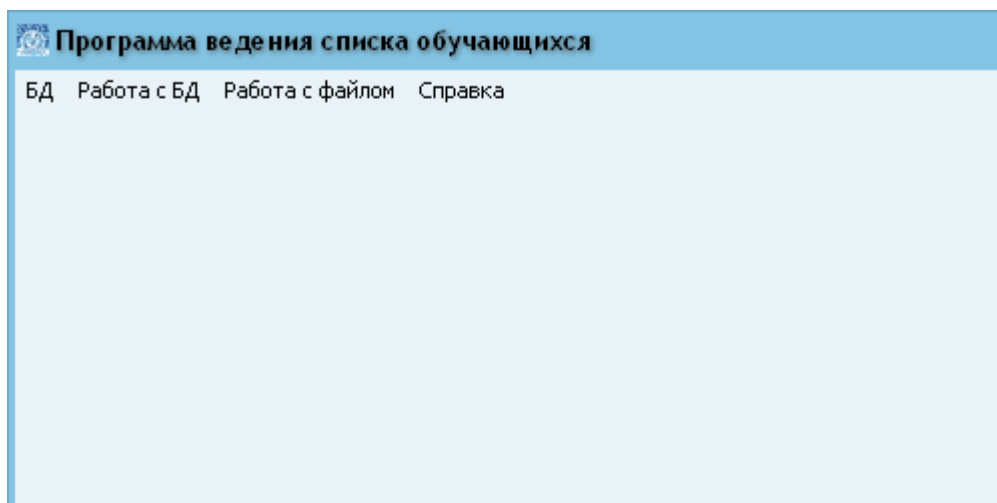 Программа ведения списка обучающихся
БД Работа с БД Работа с файлом Справка